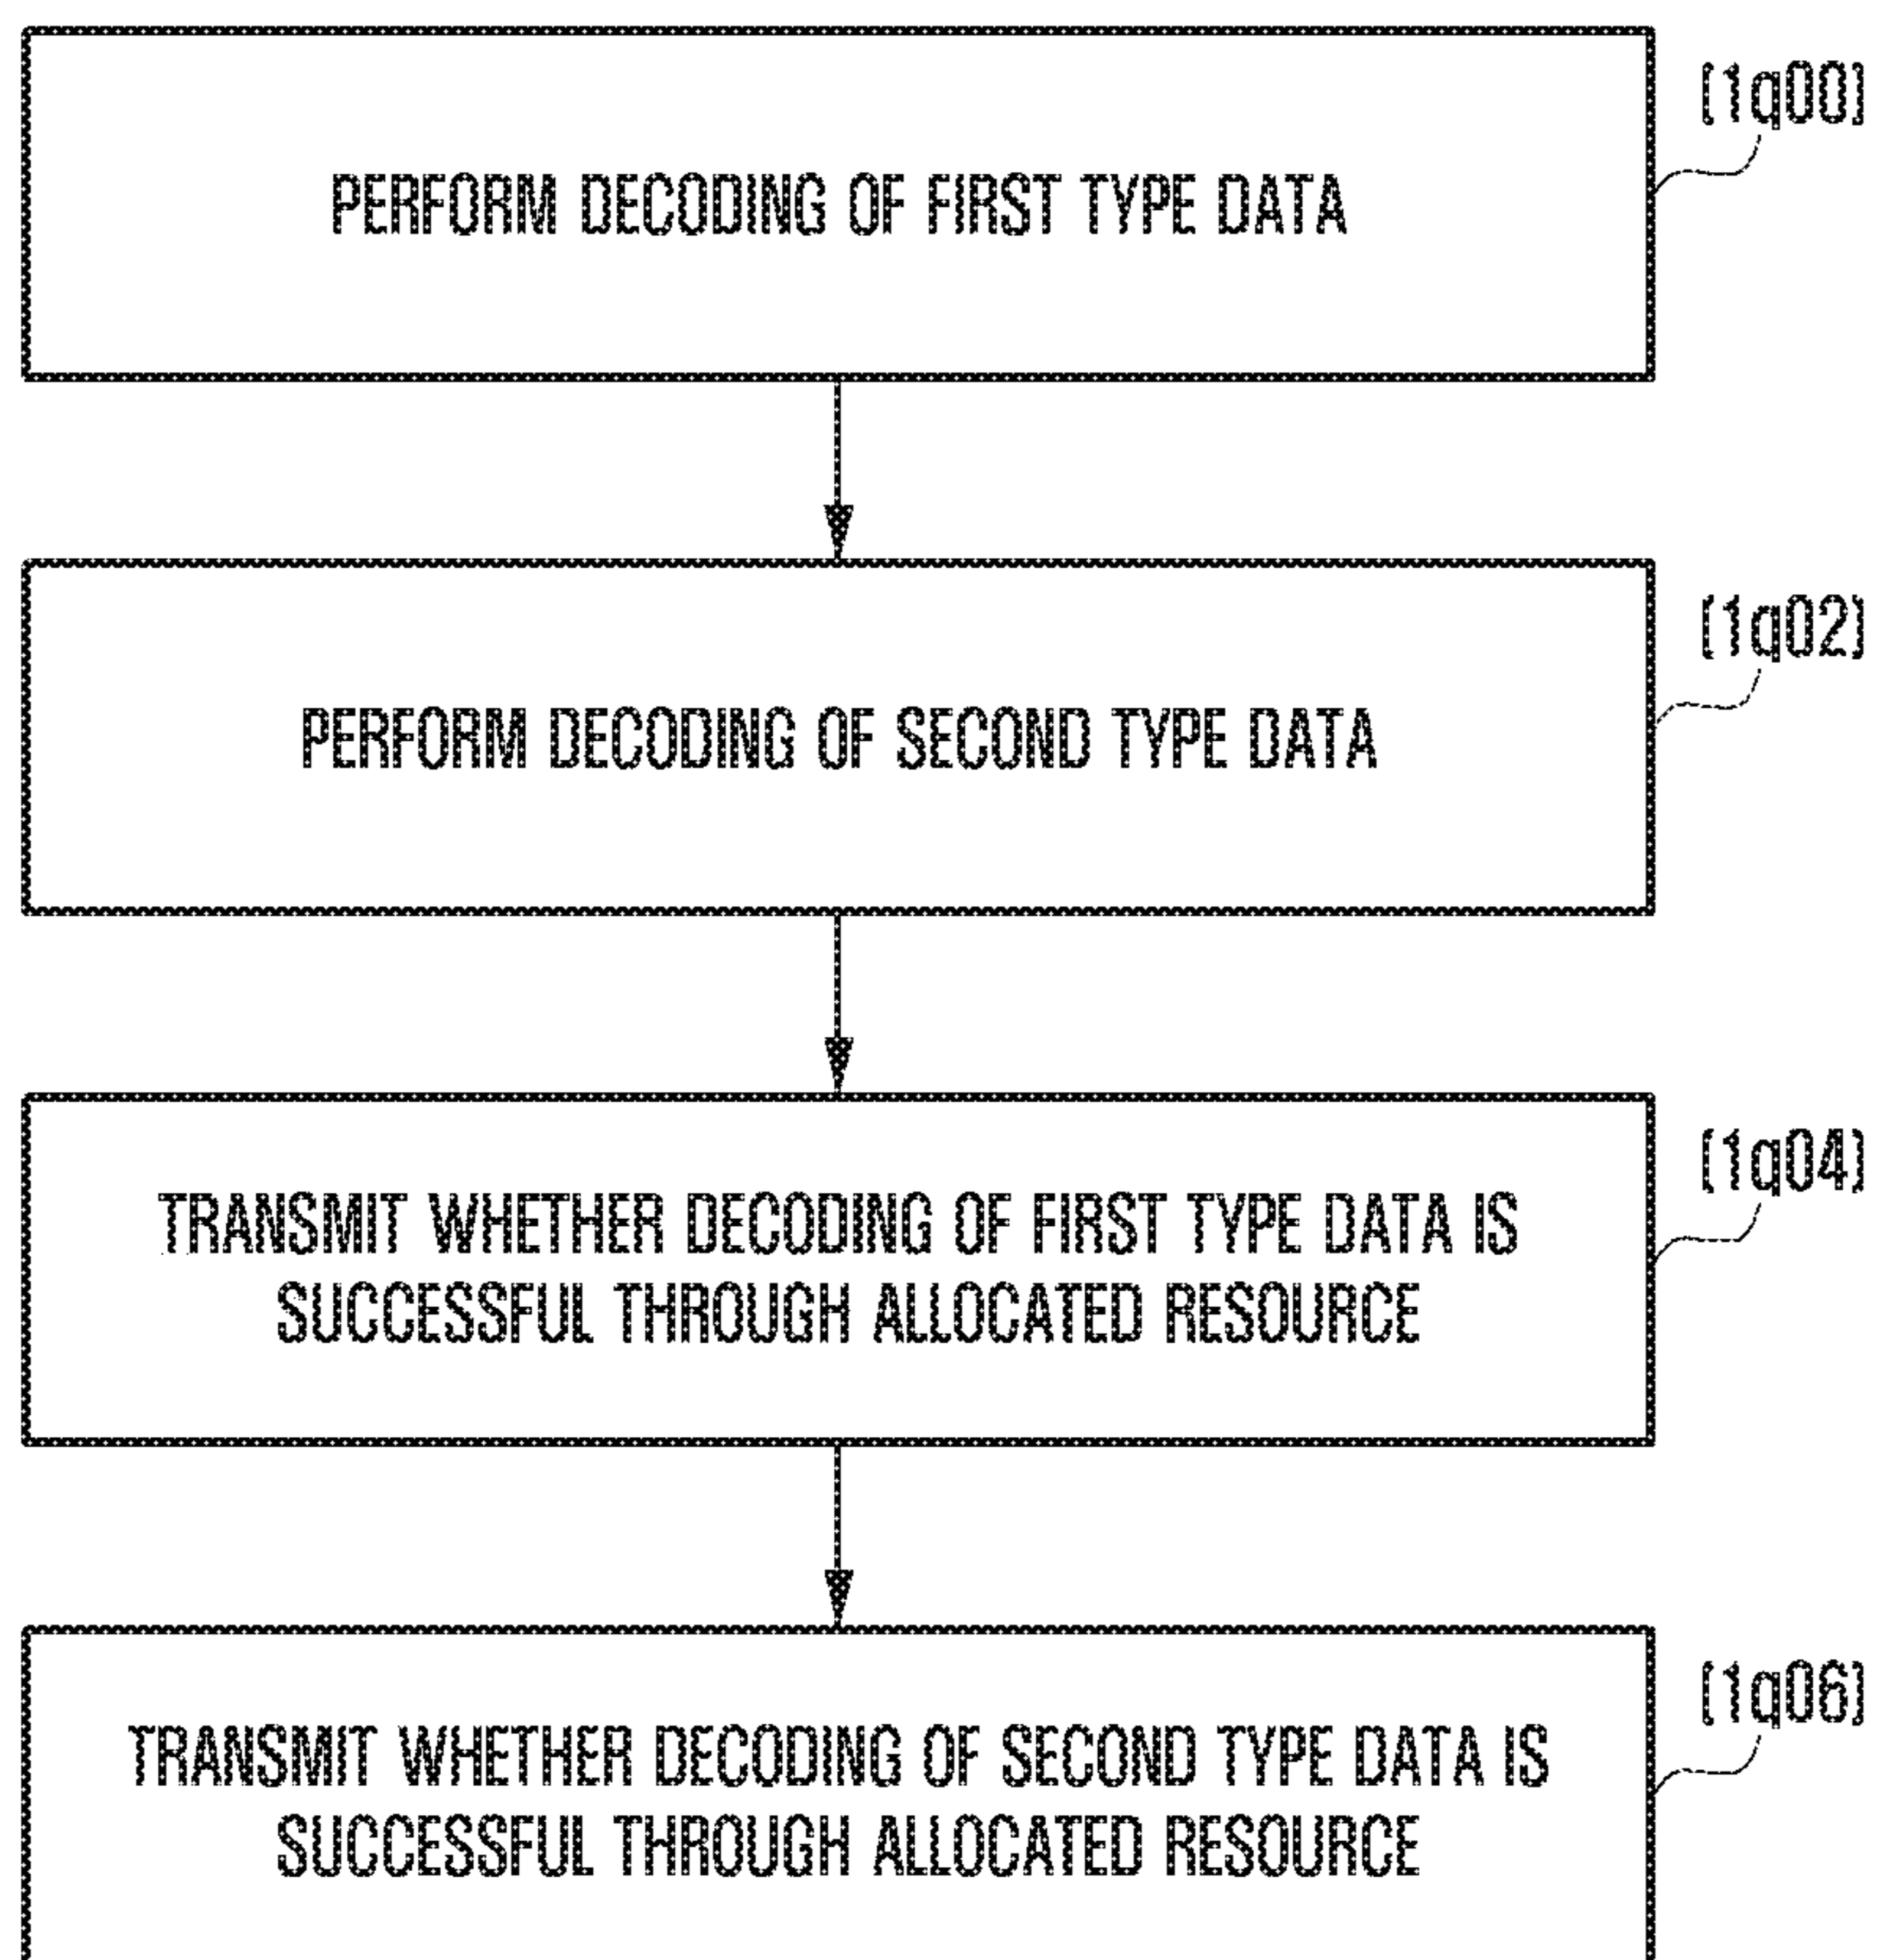 [1q00]
PERFORM DECODING OF FIRST TYPE DATA
[1q02]
PERFORM DECODING OF SECOND TYPE DATA
[1q04]
TRANSMIT WHETHER DECODING OF FIRST TYPE DATA IS
SUCCESSFUL THROUGH ALLOCATED RESOURCE
[1q06]
TRANSMIT WHETHER DECODING OF SECOND TYPE DATA IS
SUCCESSFUL THROUGH ALLOCATED RESOURCE